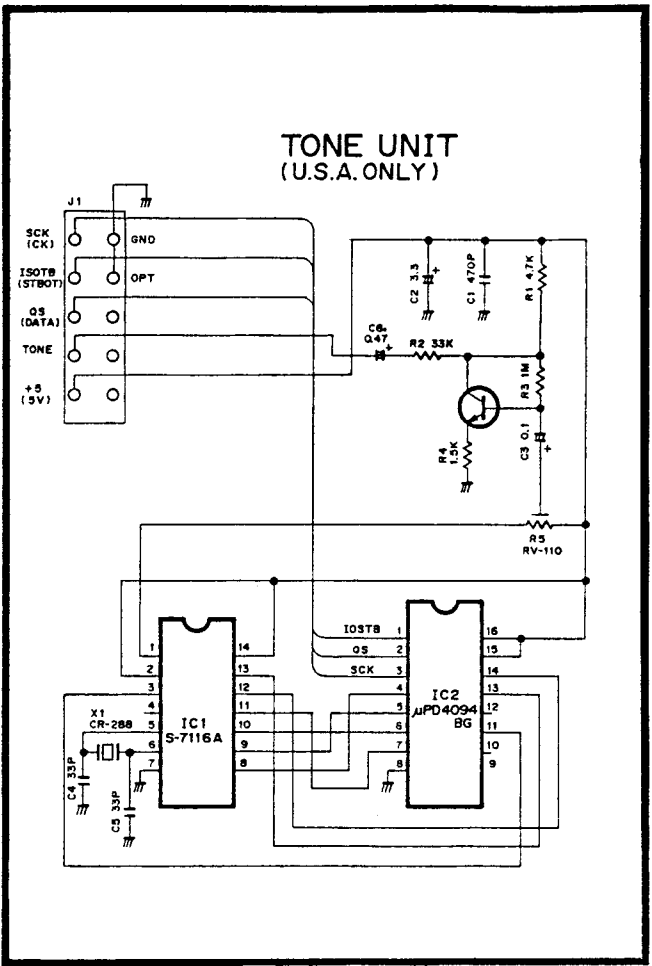 TONE UNIT
(U.S.A. ONLY)
J1
SCK
(CK)
GND
ISOTB
(STBOT)
OPT
QS
(DATA)
TONE
+5
(5V)
C2 3.3
+
C1 470P
R1 4.7K
C6
0.47
+
R2 33K
R3 1M
R4
1.5K
C3 0.1
+
R5
RV-110
1
2
3
4
5
6
7
14
13
12
11
10
9
8
IC1
S-7116A
X1
CR-288
C4 33P
C5 33P
IOSTB
QS
SCK
1
2
3
4
5
6
7
8
16
15
14
13
12
11
10
9
IC2
μPD4094
BG